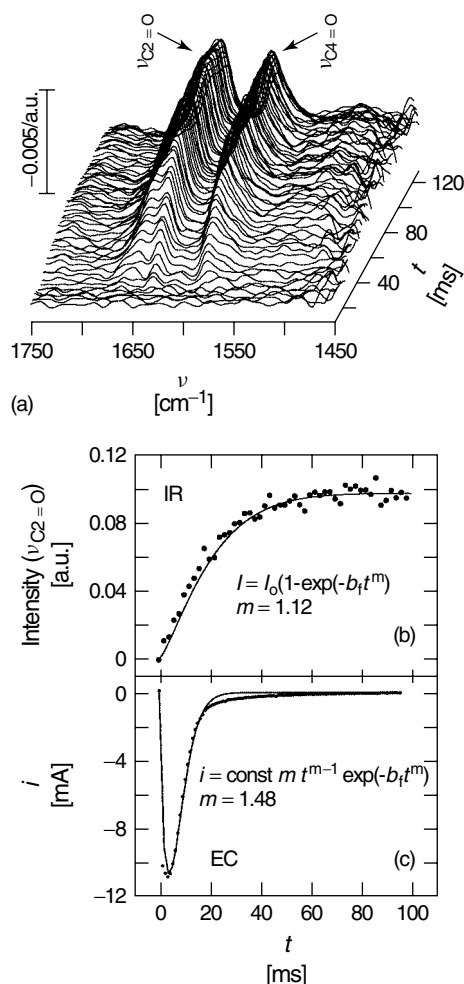 ν_C2 = O
ν_C4 = O
−0.005/a.u.
120
80
40
t
[ms]
1750
1650
1550
1450
ν
[cm⁻¹]
(a)
0.12
0.08
0.04
0
Intensity (ν_C2 = O)
[a.u.]
IR
I = I_o(1-exp(-b_f t^m)
m = 1.12
(b)
0
−4
−8
−12
i
[mA]
i = const m t^m−1 exp(-b_f t^m)
m = 1.48
EC
(c)
0
20
40
60
80
100
t
[ms]